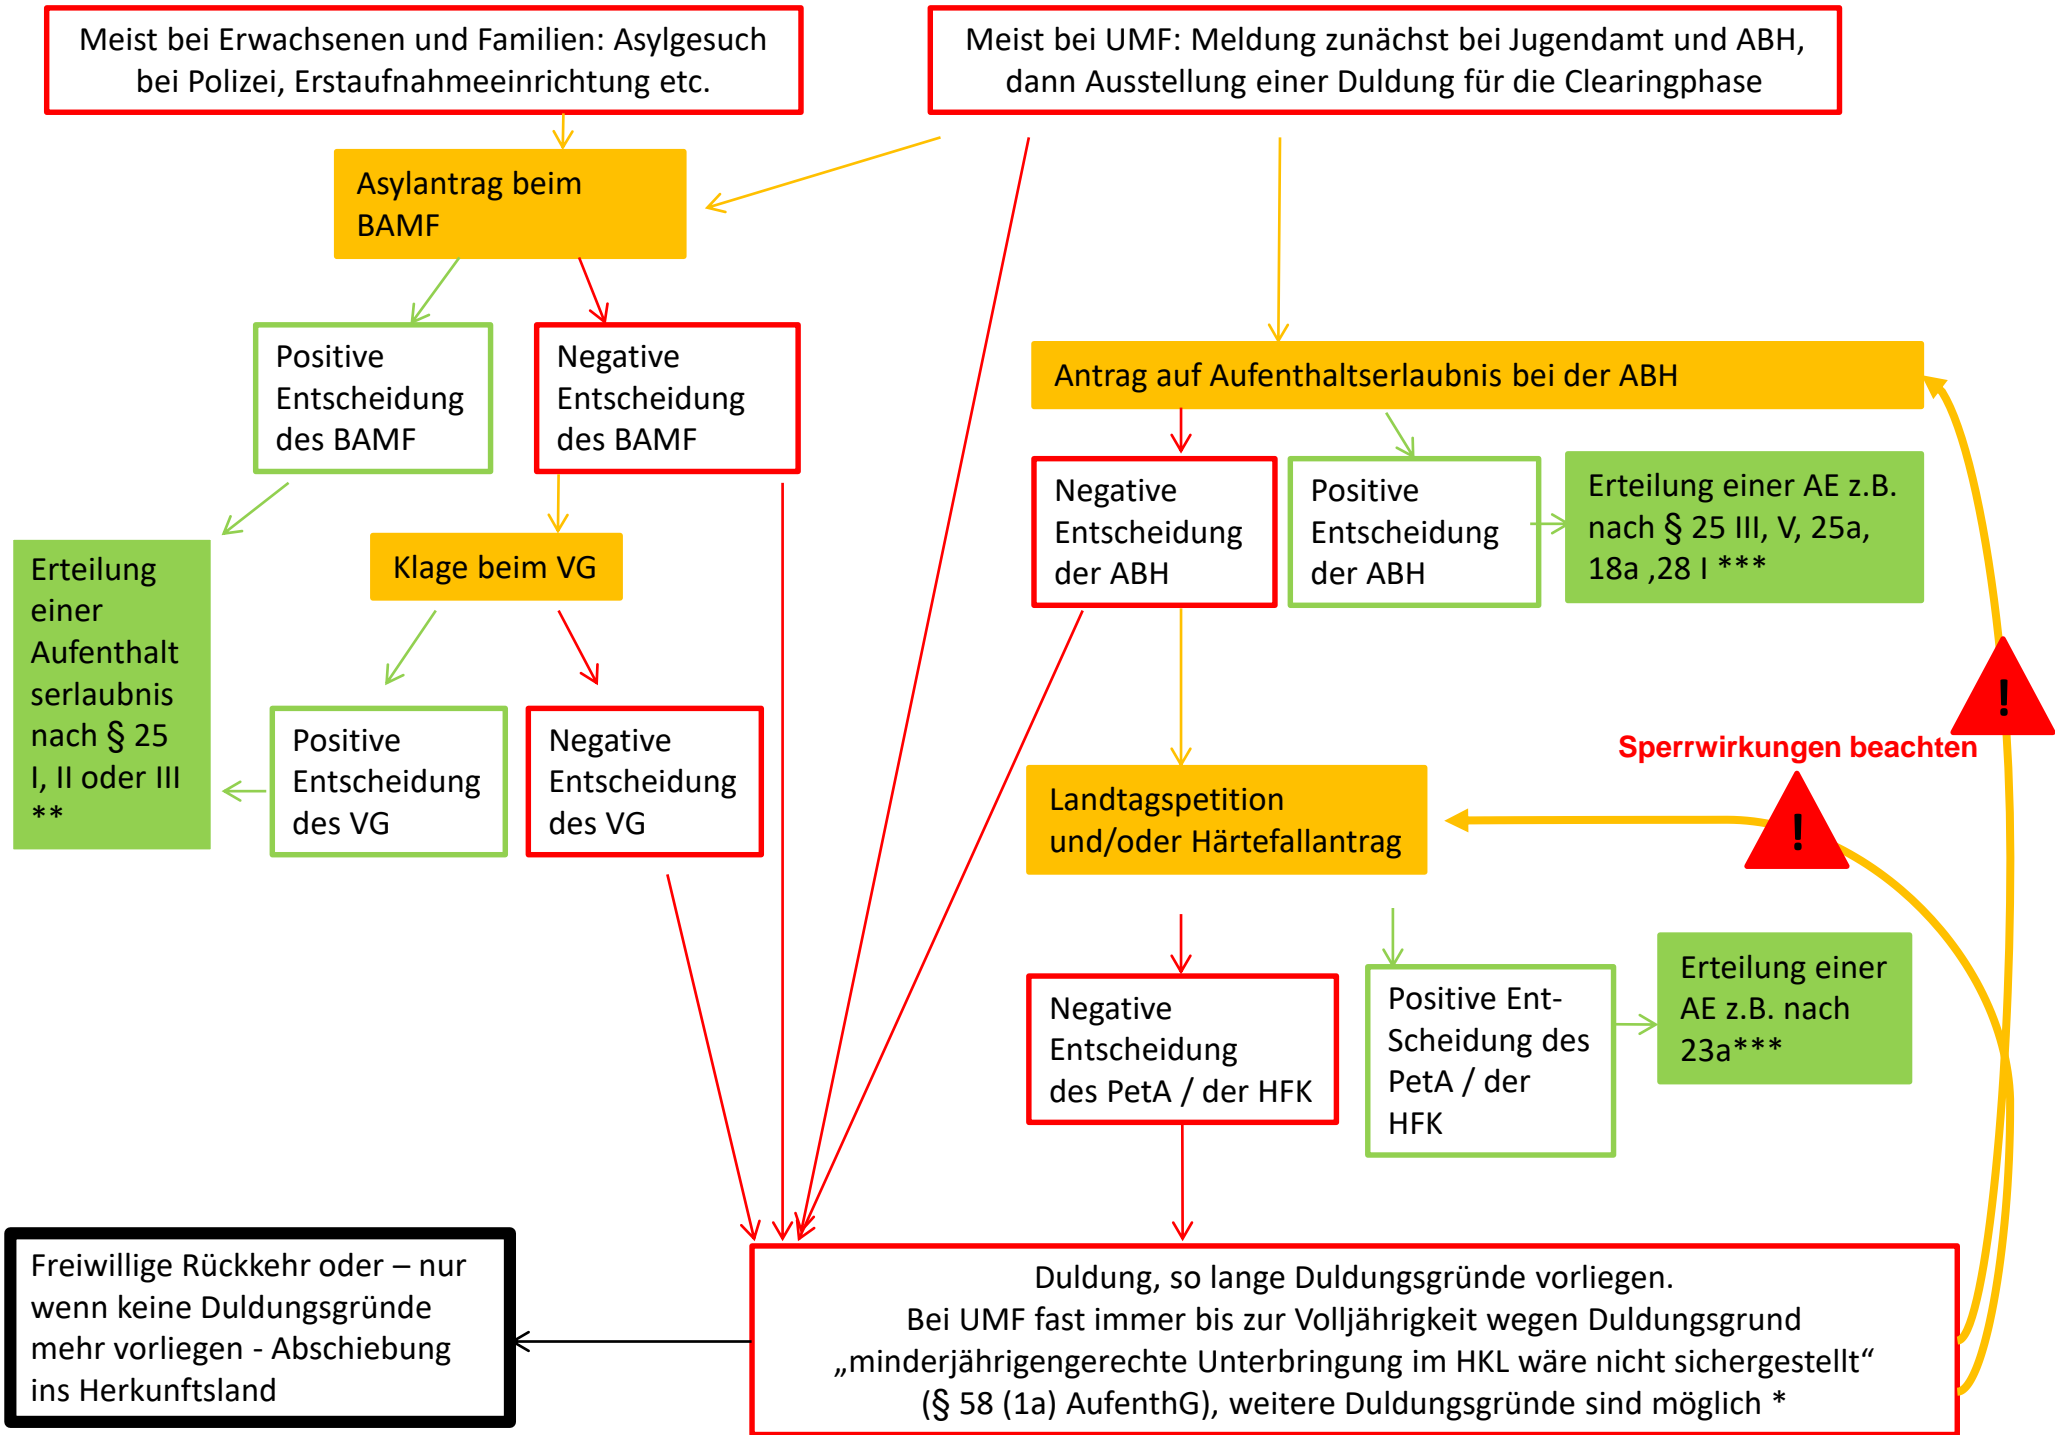 Meist bei Erwachsenen und Familien: Asylgesuch
bei Polizei, Erstaufnahmeeinrichtung etc.
Meist bei UMF: Meldung zunächst bei Jugendamt und ABH,
dann Ausstellung einer Duldung für die Clearingphase
Asylantrag beim
BAMF
Positive
Entscheidung
des BAMF
Negative
Entscheidung
des BAMF
Antrag auf Aufenthaltserlaubnis bei der ABH
Negative
Entscheidung
der ABH
Positive
Entscheidung
der ABH
Erteilung einer AE z.B.
nach § 25 III, V, 25a,
18a ,28 I ***
Erteilung
einer
Aufenthalt
serlaubnis
nach § 25
I, II oder III
**
Klage beim VG
Positive
Entscheidung
des VG
Negative
Entscheidung
des VG
!
Sperrwirkungen beachten
!
Landtagspetition
und/oder Härtefallantrag
Negative
Entscheidung
des PetA / der HFK
Positive Ent-
Scheidung des
PetA / der
HFK
Erteilung einer
AE z.B. nach
23a***
Freiwillige Rückkehr oder – nur
wenn keine Duldungsgründe
mehr vorliegen - Abschiebung
ins Herkunftsland
Duldung, so lange Duldungsgründe vorliegen.
Bei UMF fast immer bis zur Volljährigkeit wegen Duldungsgrund
„minderjährigengerechte Unterbringung im HKL wäre nicht sichergestellt“
(§ 58 (1a) AufenthG), weitere Duldungsgründe sind möglich *